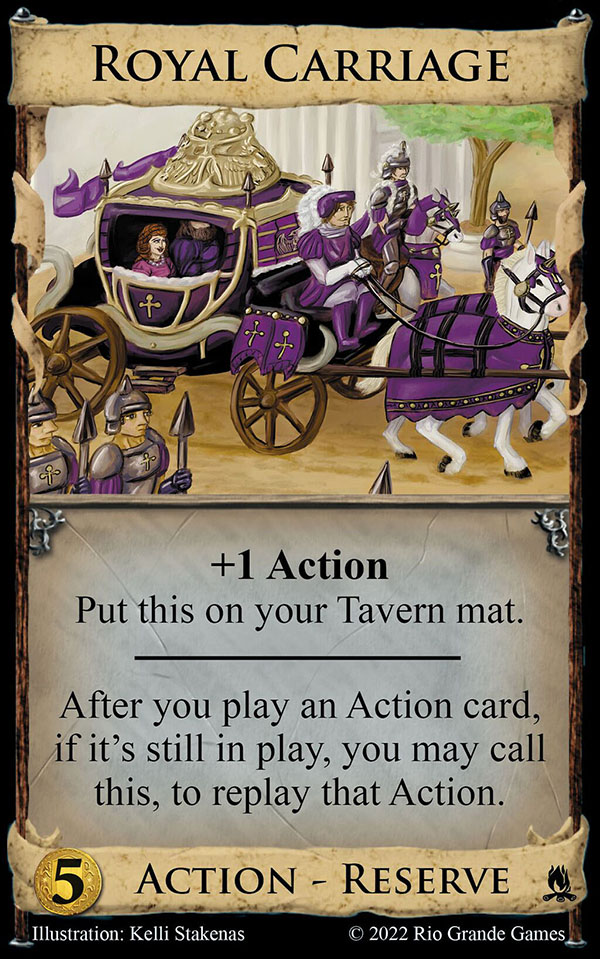 Royal Carriage
+1 Action
Put this on your Tavern mat.
After you play an Action card,
if it's still in play, you may call
this, to replay that Action.
5 Action - Reserve
Illustration: Kelli Stakenas © 2022 Rio Grande Games